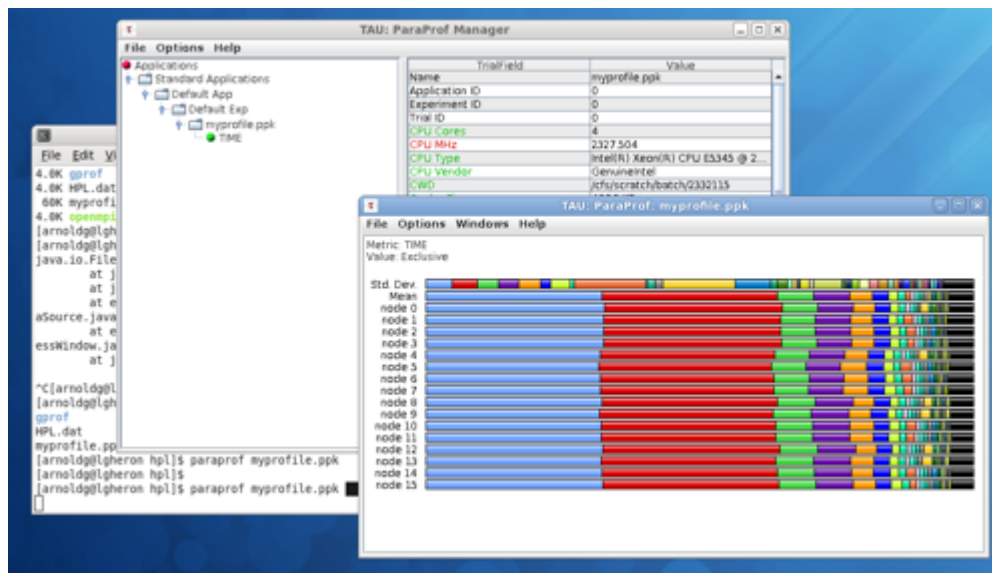 TAU: ParaProf Manager
File Options Help
Applications
Standard Applications
Default App
Default Exp
myprofile.ppk
TIME
TrialField Value
Name myprofile.ppk
Application ID 0
Experiment ID 0
Trial ID 0
CPU Cores 4
CPU MHz 2327.504
CPU Type Intel(R) Xeon(R) CPU E5345 @ 2...
CPU Vendor GenuineIntel
CWD /cfs/scratch/batch/2332115
File Edit Vi
4.0K gprof
4.0K HPL.dat
60K myprofi
4.0K openmpi
[arnoldg@lgh
[arnoldg@lgh
java.io.File
at j
at j
at e
aSource.java
at e
essWindow.ja
at j
^C[arnoldg@l
[arnoldg@lgh
gprof
HPL.dat
myprofile.pp
[arnoldg@lgheron hpl]$ paraprof myprofile.ppk
[arnoldg@lgheron hpl]$
[arnoldg@lgheron hpl]$ paraprof myprofile.ppk
TAU: ParaProf: myprofile.ppk
File Options Windows Help
Metric: TIME
Value: Exclusive
Std. Dev.
Mean
node 0
node 1
node 2
node 3
node 4
node 5
node 6
node 7
node 8
node 9
node 10
node 11
node 12
node 13
node 14
node 15